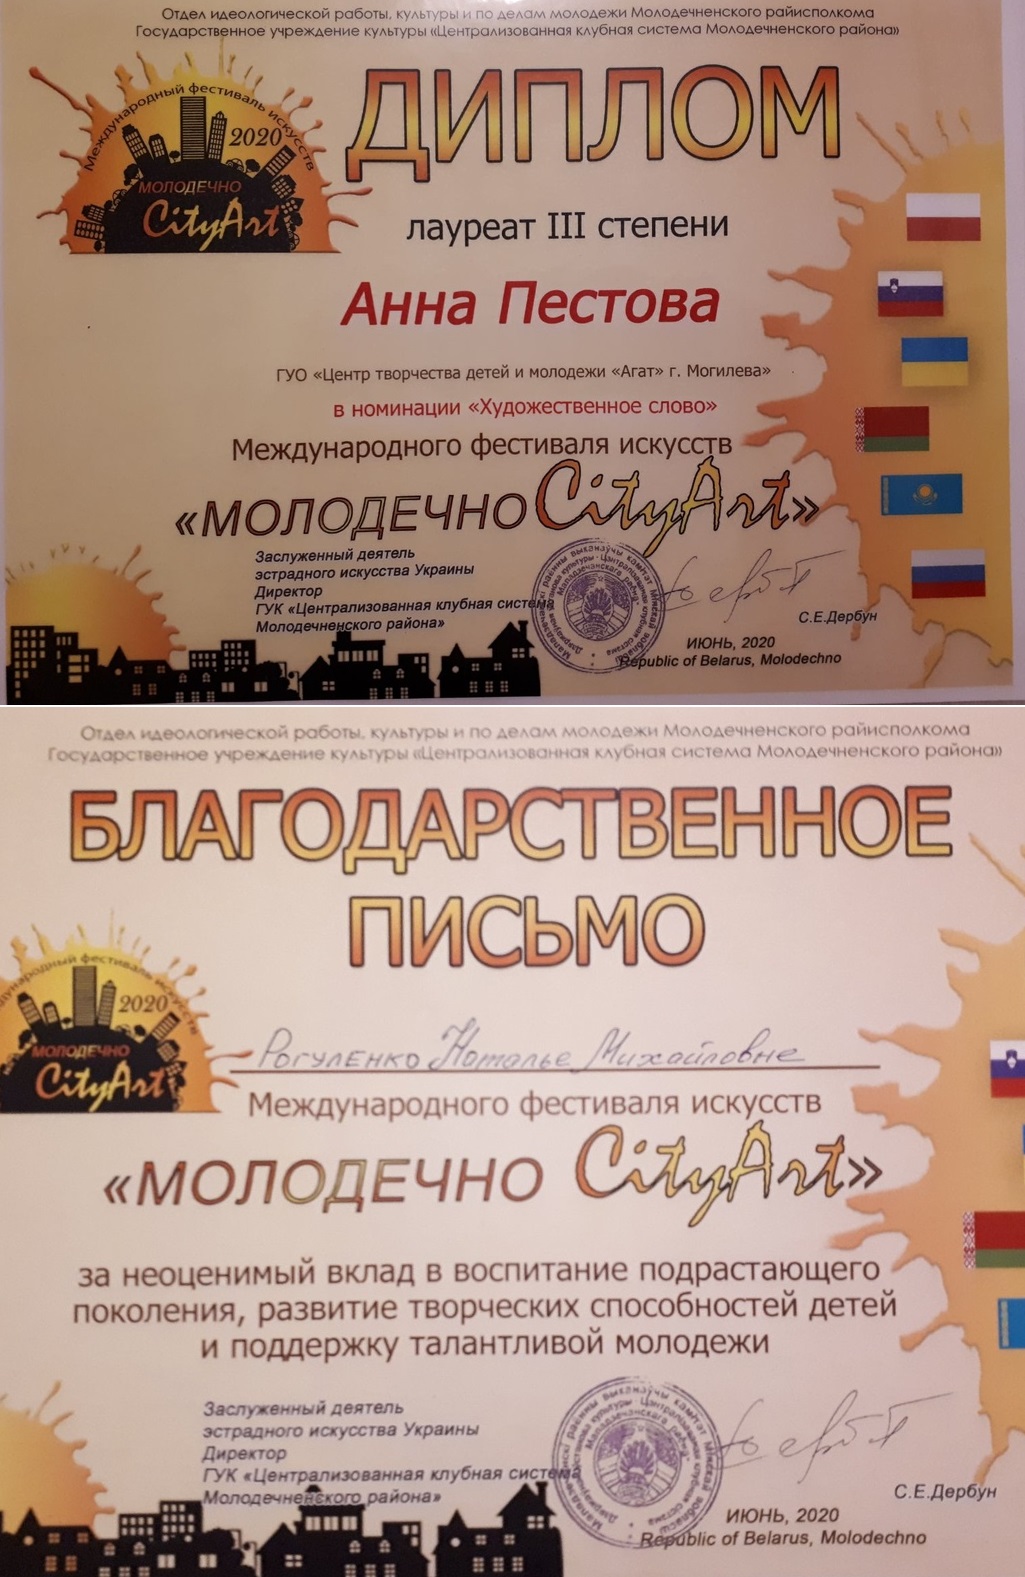 Отдел идеологической работы, культуры и по делам молодежи Молодечненского райисполкома
Государственное учреждение культуры «Централизованная клубная система Молодечненского района»
Международный фестиваль искусств
2020
МОЛОДЕЧНО
CityArt
ДИПЛОМ
лауреат III степени
Анна Пестова
ГУО «Центр творчества детей и молодежи «Агат» г. Могилева»
в номинации «Художественное слово»
Международного фестиваля искусств
«МОЛОДЕЧНО CityArt»
Заслуженный деятель
эстрадного искусства Украины
Директор
ГУК «Централизованная клубная система
Молодечненского района»
С.Е.Дербун
ИЮНЬ, 2020
Republic of Belarus, Molodechno
Отдел идеологической работы, культуры и по делам молодежи Молодечненского райисполкома
Государственное учреждение культуры «Централизованная клубная система Молодечненского района»
БЛАГОДАРСТВЕННОЕ
ПИСЬМО
фестиваль искусств
2020
МОЛОДЕЧНО
CityArt
Рогуленко Наталье Михайловне
Международного фестиваля искусств
«МОЛОДЕЧНО CityArt»
за неоценимый вклад в воспитание подрастающего
поколения, развитие творческих способностей детей
и поддержку талантливой молодежи
Заслуженный деятель
эстрадного искусства Украины
Директор
ГУК «Централизованная клубная система
Молодечненского района»
С.Е.Дербун
ИЮНЬ, 2020
Republic of Belarus, Molodechno